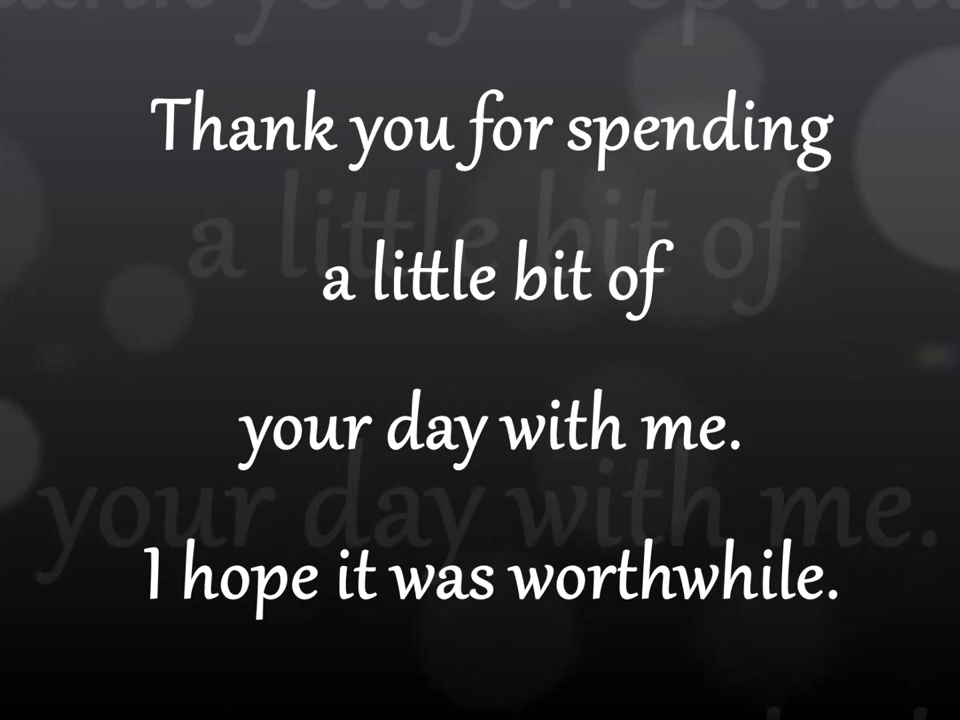 Thank you for spending
a little bit of
your day with me.
I hope it was worthwhile.